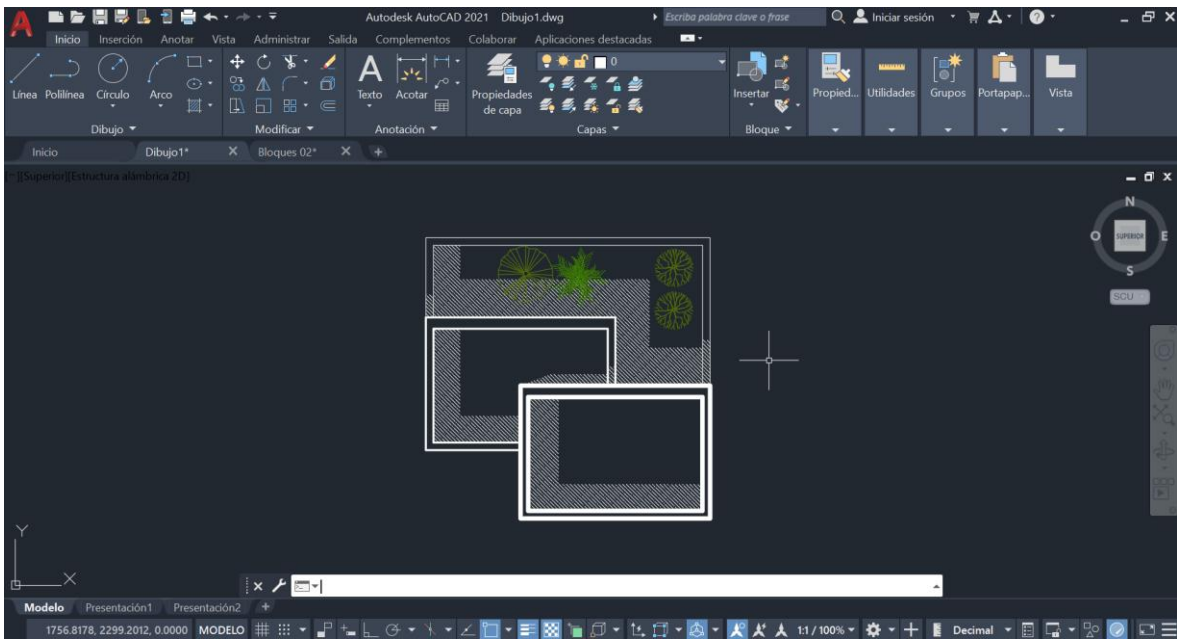 A Autodesk AutoCAD 2021 Dibujo1.dwg Escriba palabra clave o frase Iniciar sesión
Inicio Inserción Anotar Vista Administrar Salida Complementos Colaborar Aplicaciones destacadas
0
Línea Polilínea Círculo Arco A Texto Acotar Propiedades de capa Insertar Propied... Utilidades Grupos Portapap... Vista
Dibujo Modificar Anotación Capas Bloque
Inicio Dibujo1* Bloques 02*
[−][Superior][Estructura alámbrica 2D]
N
O SUPERIOR E
S
SCU
Y
X
Modelo Presentación1 Presentación2
1756.8178, 2299.2012, 0.0000 MODELO 1:1 / 100% Decimal